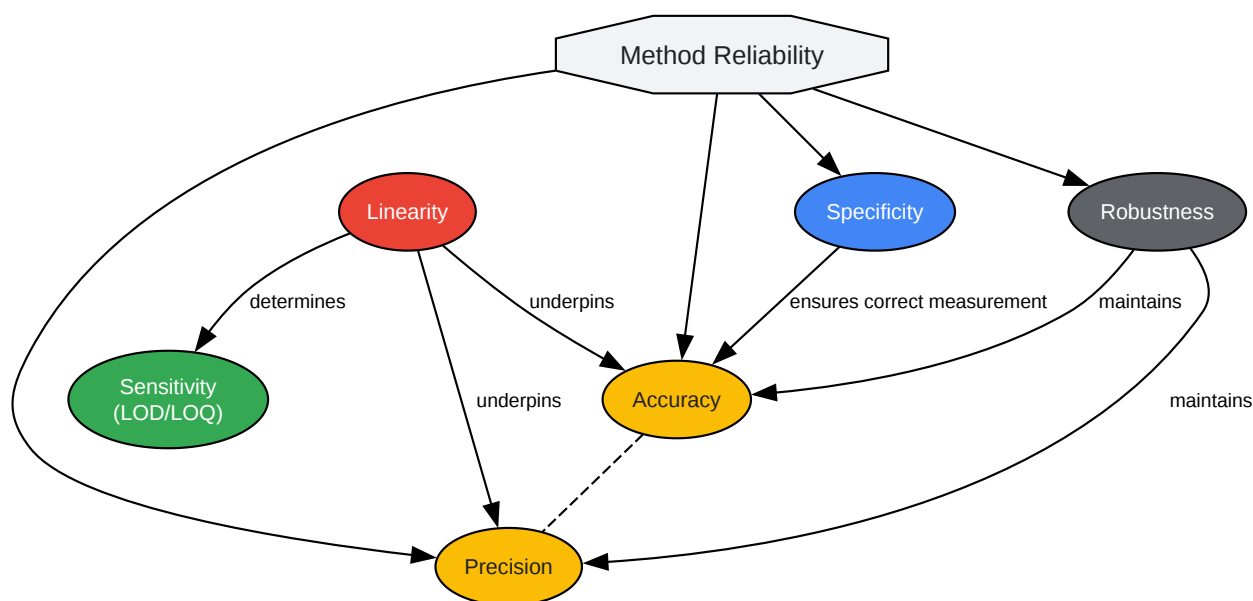 Method Reliability
Linearity
Specificity
Robustness
determines
underpins
ensures correct measurement
maintains
Sensitivity
(LOD/LOQ)
underpins
Accuracy
maintains
Precision